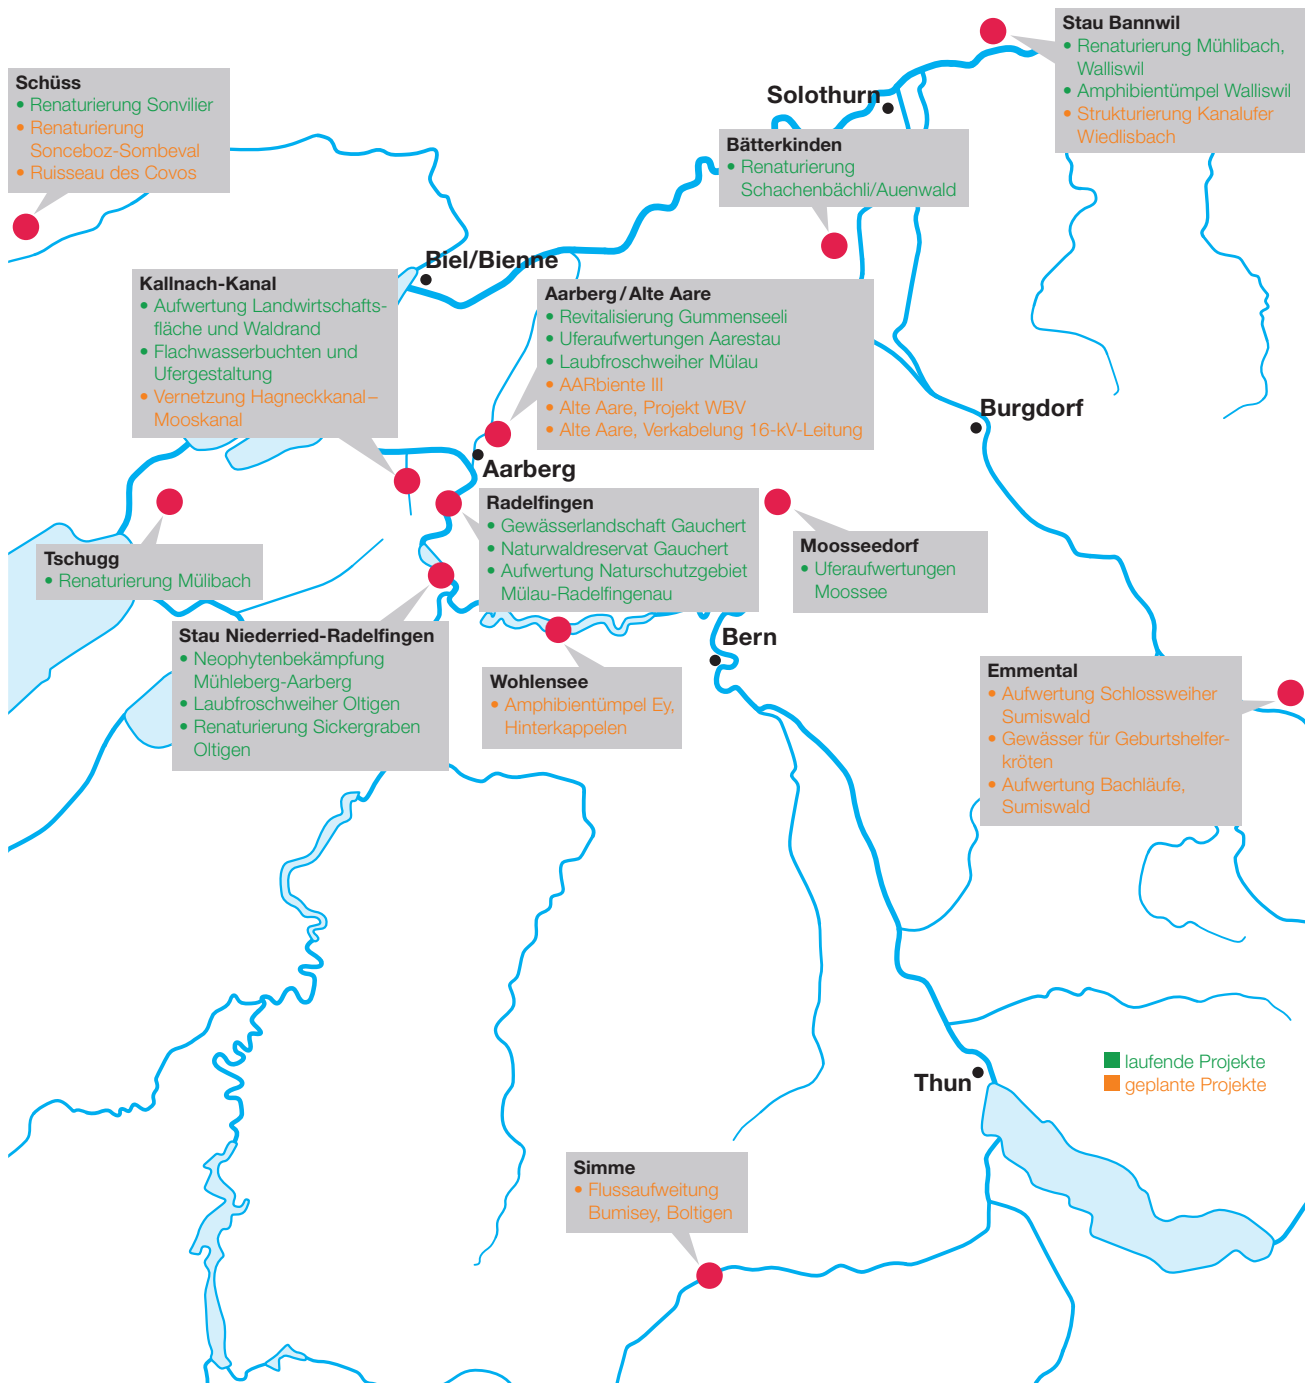 Stau Bannwil
• Renaturierung Mühlibach,
Walliswil
• Amphibientümpel Walliswil
• Strukturierung Kanalufer
Wiedlisbach
Schüss
• Renaturierung Sonvilier
• Renaturierung
Sonceboz-Sombeval
• Ruisseau des Covos
Solothurn
Bätterkinden
• Renaturierung
Schachenbächli/Auenwald
Biel/Bienne
Kallnach-Kanal
• Aufwertung Landwirtschafts-
fläche und Waldrand
• Flachwasserbuchten und
Ufergestaltung
• Vernetzung Hagneckkanal–
Mooskanal
Aarberg/Alte Aare
• Revitalisierung Gummenseeli
• Uferaufwertungen Aarestau
• Laubfroschweiher Mülau
• AARbiente III
• Alte Aare, Projekt WBV
• Alte Aare, Verkabelung 16-kV-Leitung
Burgdorf
Aarberg
Radelfingen
• Gewässerlandschaft Gauchert
• Naturwaldreservat Gauchert
• Aufwertung Naturschutzgebiet
Mülau-Radelfingenau
Moosseedorf
• Uferaufwertungen
Moossee
Tschugg
• Renaturierung Mülibach
Stau Niederried-Radelfingen
• Neophytenbekämpfung
Mühleberg-Aarberg
• Laubfroschweiher Oltigen
• Renaturierung Sickergraben
Oltigen
Bern
Wohlensee
• Amphibientümpel Ey,
Hinterkappelen
Emmental
• Aufwertung Schlossweiher
Sumiswald
• Gewässer für Geburtshelfer-
kröten
• Aufwertung Bachläufe,
Sumiswald
laufende Projekte
geplante Projekte
Thun
Simme
• Flussaufweitung
Bumisey, Boltigen